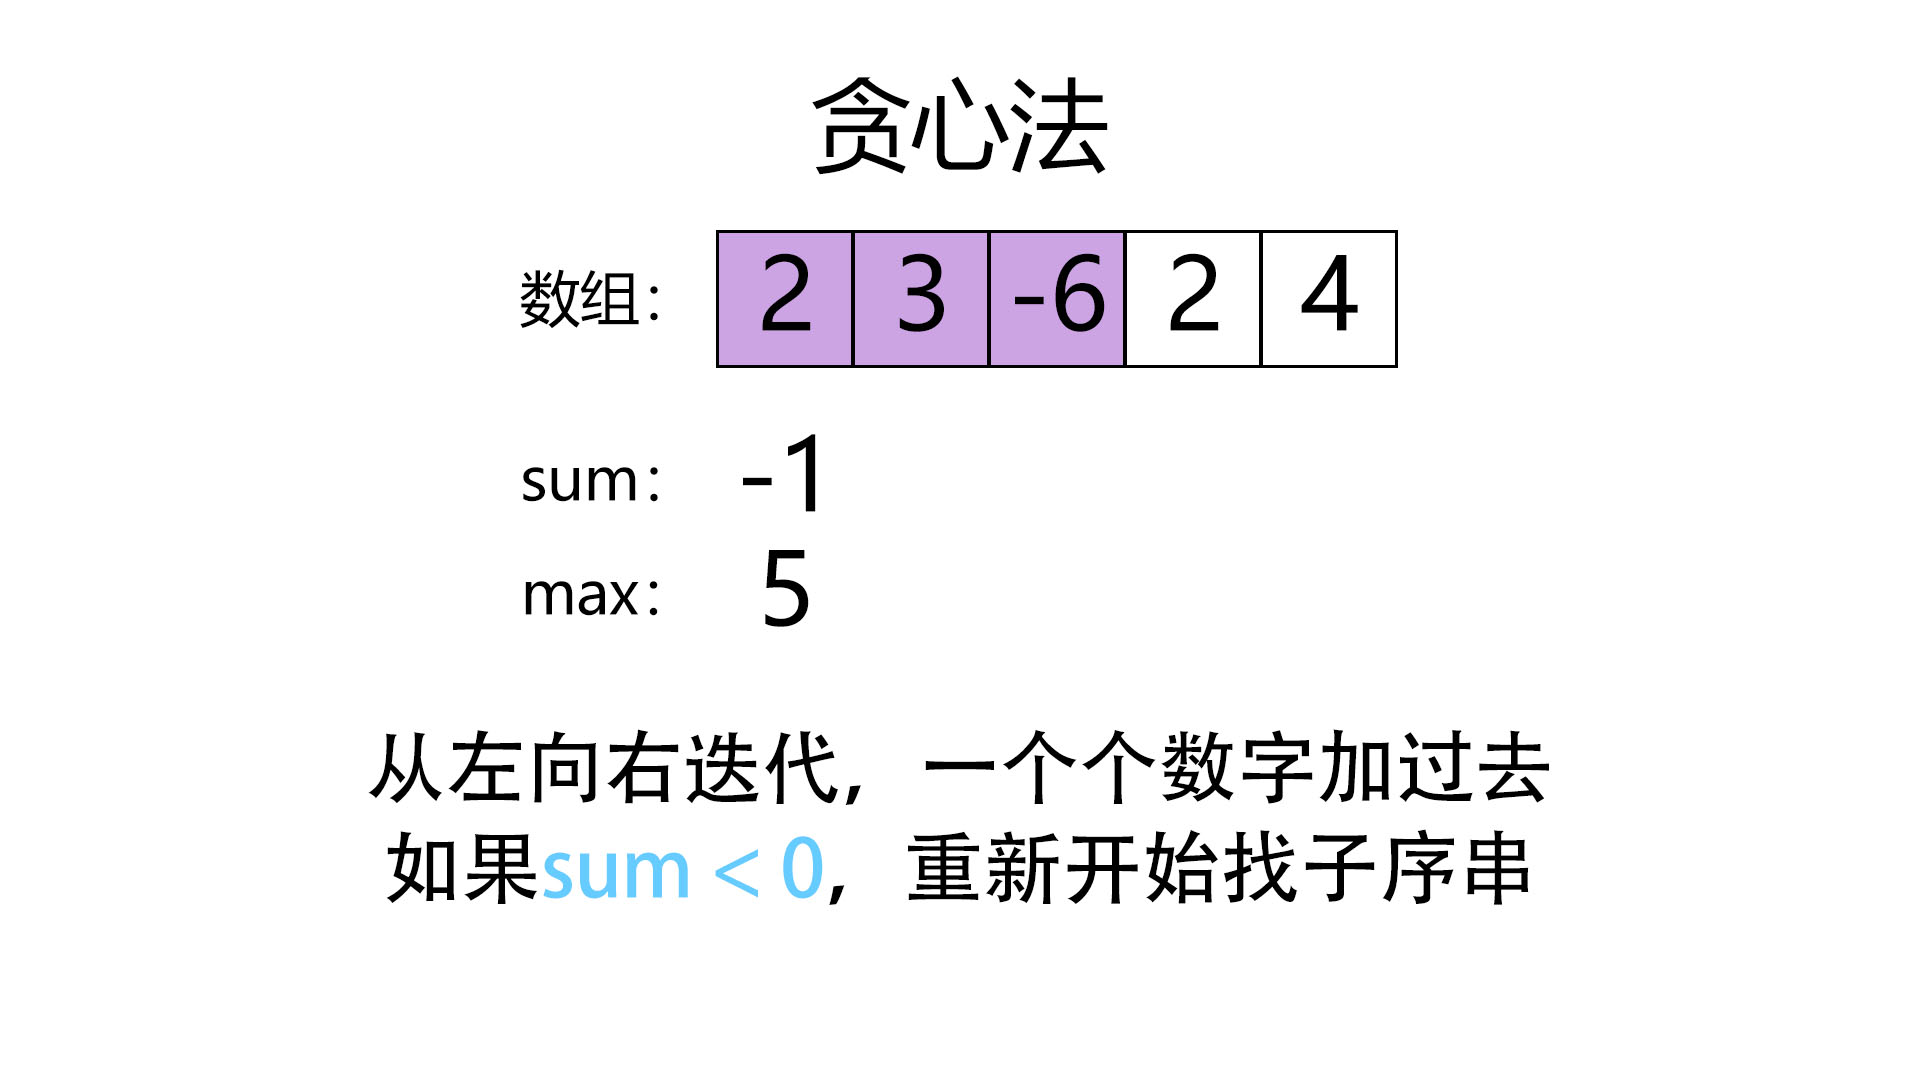 贪心法
数组： 2 3 -6 2 4
sum： -1
max： 5
从左向右迭代，一个个数字加过去
如果sum < 0，重新开始找子序串